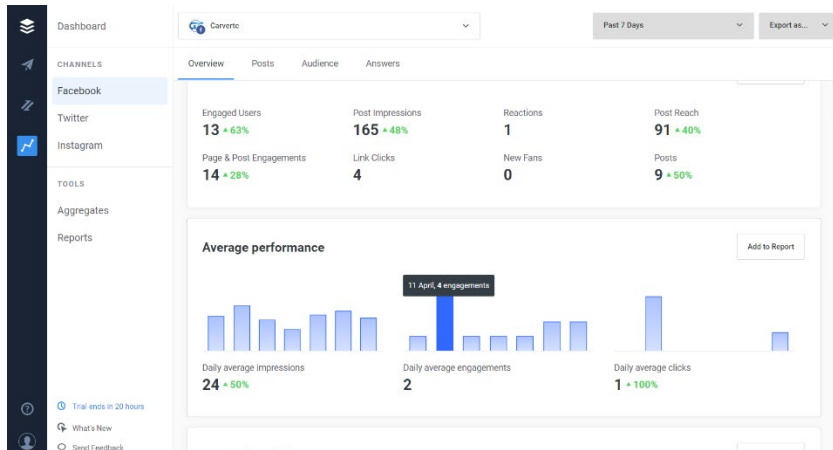 Dashboard
Carverto
Past 7 Days
Export as...
CHANNELS
Facebook
Twitter
Instagram
TOOLS
Aggregates
Reports
Trial ends in 20 hours
What's New
Send Feedback
Overview Posts Audience Answers
Engaged Users Post Impressions Reactions Post Reach
13 63% 165 48% 1 91 40%
Page & Post Engagements Link Clicks New Fans Posts
14 28% 4 0 9 50%
Average performance
Add to Report
11 April, 4 engagements
Daily average impressions Daily average engagements Daily average clicks
24 50% 2 1 100%